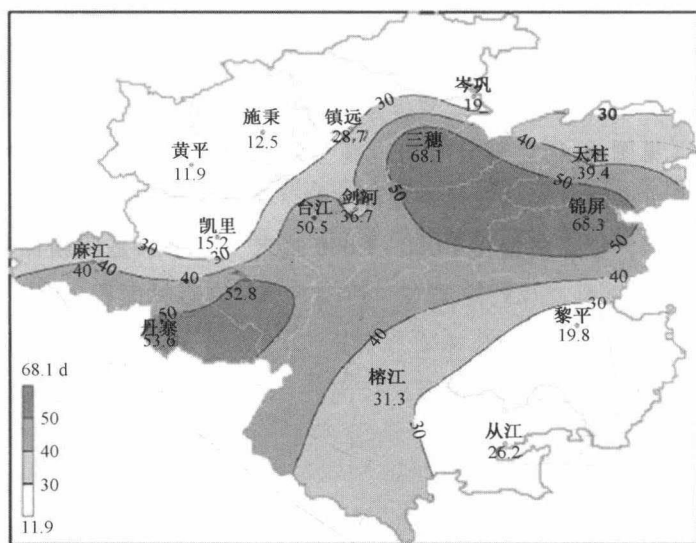 岑巩
19
30
30
施秉
12.5
镇远
28.7
三穗
68.1
40
天柱
39.4
黄平
11.9
50
50
剑河
36.7
台江
50.5
锦屏
65.3
凯里
15.2
30
30
50
麻江
40
40
40
40
52.8
30
50
丹寨
53.6
黎平
19.8
40
榕江
31.3
68.1 d
50
40
30
11.9
30
从江
26.2